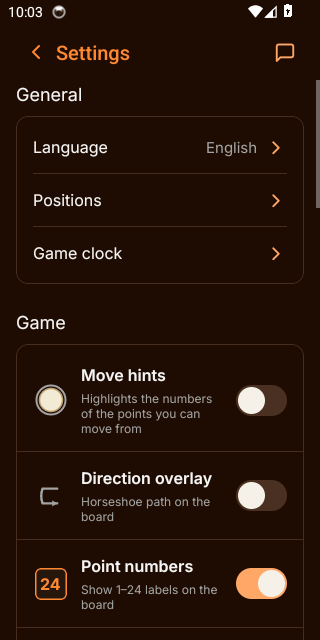 10:03
Settings
General
Language English
Positions
Game clock
Game
Move hints
Highlights the numbers
of the points you can
move from
Direction overlay
Horseshoe path on the
board
24
Point numbers
Show 1–24 labels on the
board